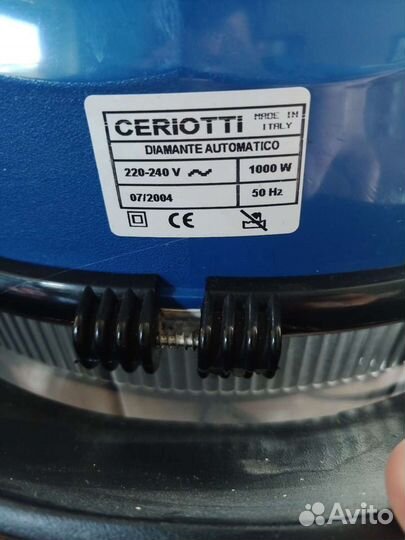 CERIOTTI MADE IN ITALY
DIAMANTE AUTOMATICO
220-240 V 1000 W
07/2004 50 Hz
CE
Avito